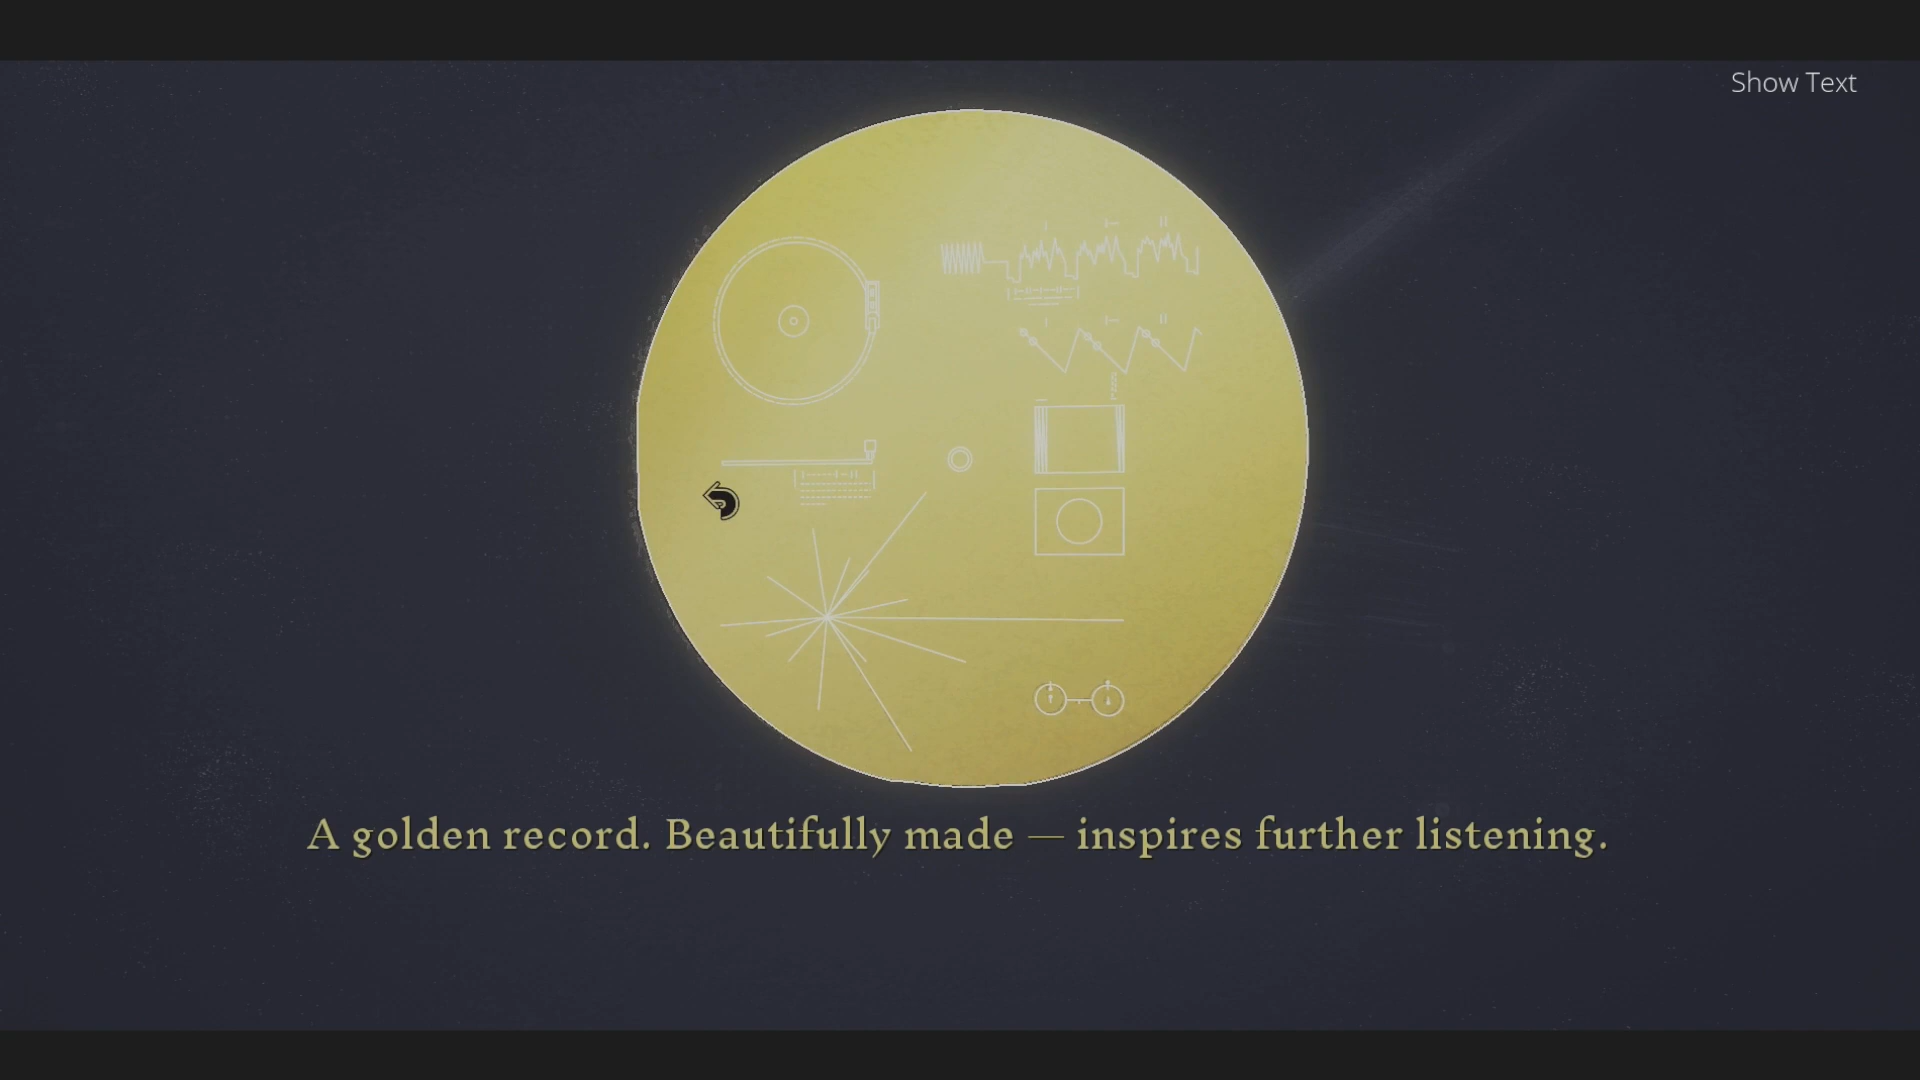 Show Text
A golden record. Beautifully made — inspires further listening.